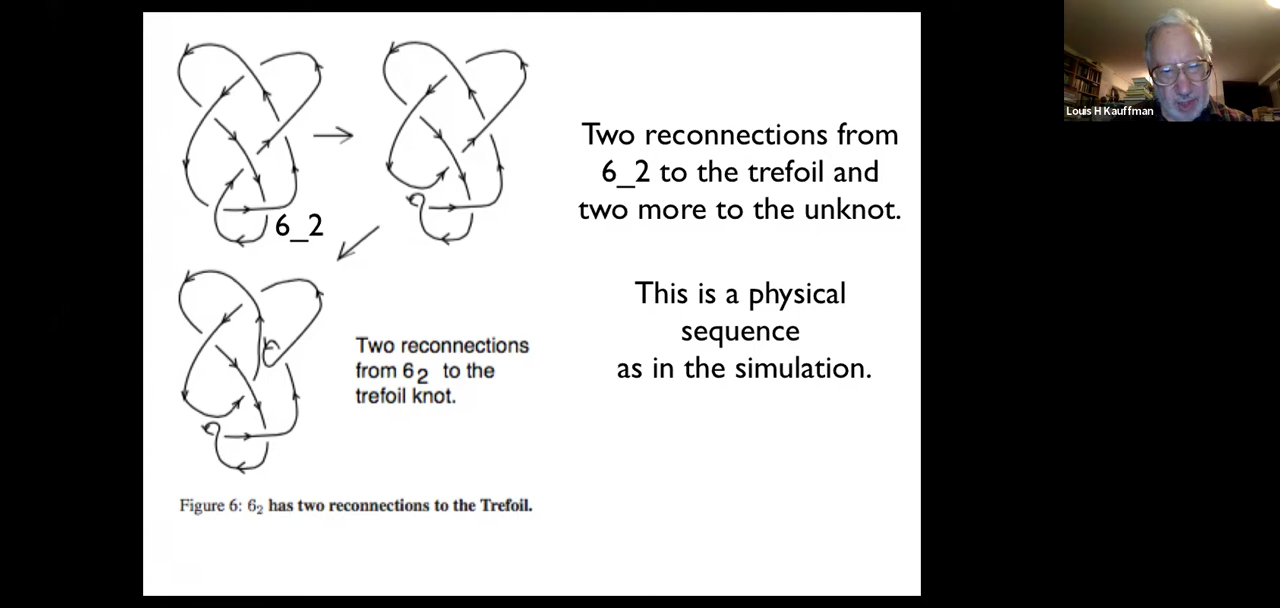 Louis H Kauffman
Two reconnections from
6_2 to the trefoil and
two more to the unknot.
6_2
This is a physical
sequence
as in the simulation.
Two reconnections
from 6₂ to the
trefoil knot.
Figure 6: 6₂ has two reconnections to the Trefoil.